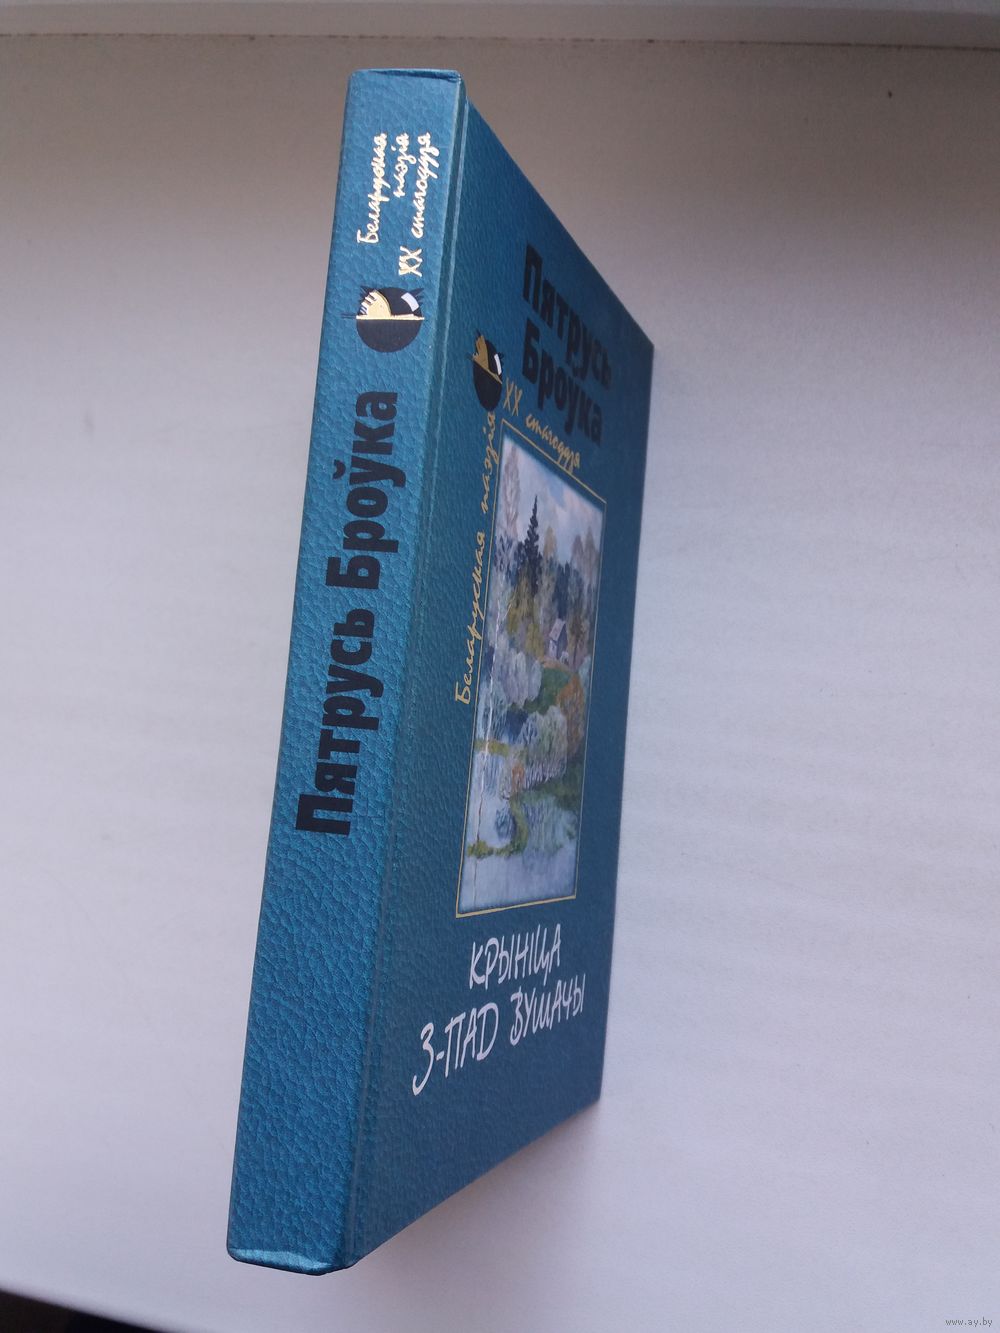 Беларуская
паэзія
XX стагоддзя
Пятрусь Броўка
Пятрусь
Броўка
Беларуская паэзія
XX стагоддзя
КРЫНІЦА
З-ПАД ВУШАЧЫ
www.ay.by